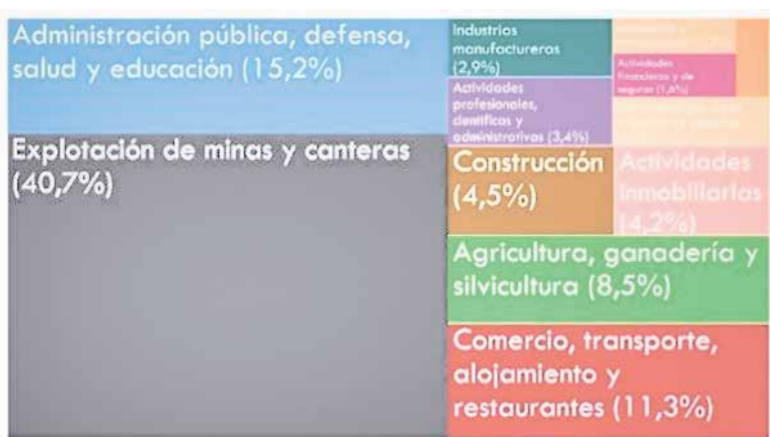 Administración pública, defensa,
salud y educación (15,2%)
Explotación de minas y canteras
(40,7%)
Industrias
manufactureras
(2,9%)
Actividades
profesionales,
científicas y
administrativas (3,4%)
Actividades
financieras y de
seguros (1,6%)
Construcción
(4,5%)
Actividades
inmobiliarias
(4,2%)
Agricultura, ganadería y
silvicultura (8,5%)
Comercio, transporte,
alojamiento y
restaurantes (11,3%)